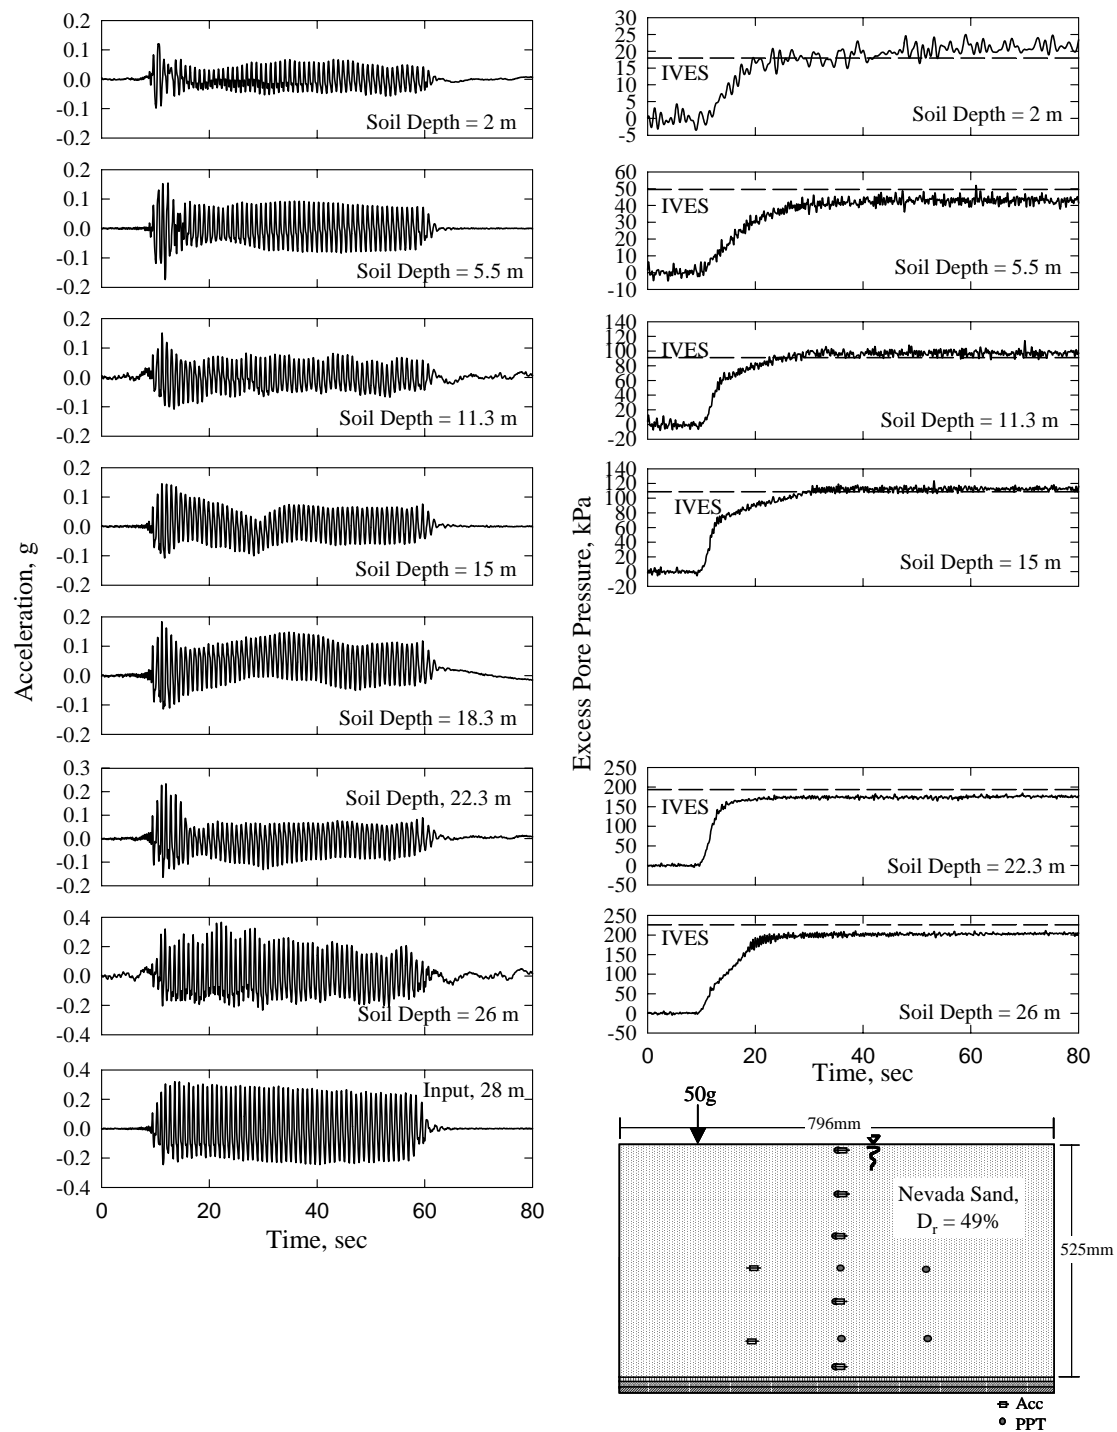 0.2
0.1
0.0
-0.1
-0.2
Soil Depth = 2 m
0.2
0.1
0.0
-0.1
-0.2
Soil Depth = 5.5 m
0.2
0.1
0.0
-0.1
-0.2
Soil Depth = 11.3 m
0.2
0.1
0.0
-0.1
-0.2
Soil Depth = 15 m
0.2
0.1
0.0
-0.1
-0.2
Soil Depth = 18.3 m
0.3
0.2
0.1
0.0
-0.1
-0.2
Soil Depth, 22.3 m
0.4
0.2
0.0
-0.2
-0.4
Soil Depth = 26 m
0.4
0.2
0.0
-0.2
-0.4
Input, 28 m
0 20 40 60 80
Time, sec
Acceleration, g
30
25
20
15
10
5
0
-5
IVES
Soil Depth = 2 m
60
50
40
30
20
10
0
-10
IVES
Soil Depth = 5.5 m
140
120
100
80
60
40
20
0
-20
IVES
Soil Depth = 11.3 m
140
120
100
80
60
40
20
0
-20
IVES
Soil Depth = 15 m
250
200
150
100
50
0
-50
IVES
Soil Depth = 22.3 m
250
200
150
100
50
0
-50
IVES
Soil Depth = 26 m
0 20 40 60 80
Time, sec
Excess Pore Pressure, kPa
50g
796mm
Nevada Sand,
Dr = 49%
525mm
Acc
PPT